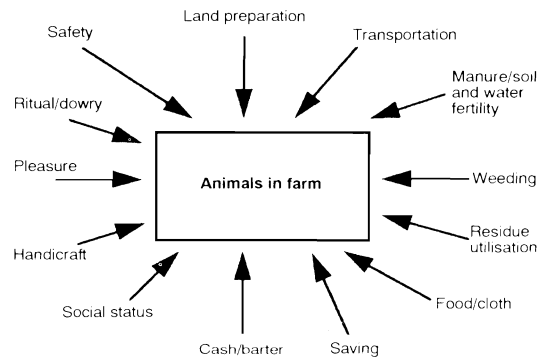 Land preparation
Safety
Transportation
Manure/soil
and water
fertility
Ritual/dowry
Pleasure
Animals in farm
Weeding
Residue
utilisation
Handicraft
Food/cloth
Social status
Cash/barter
Saving